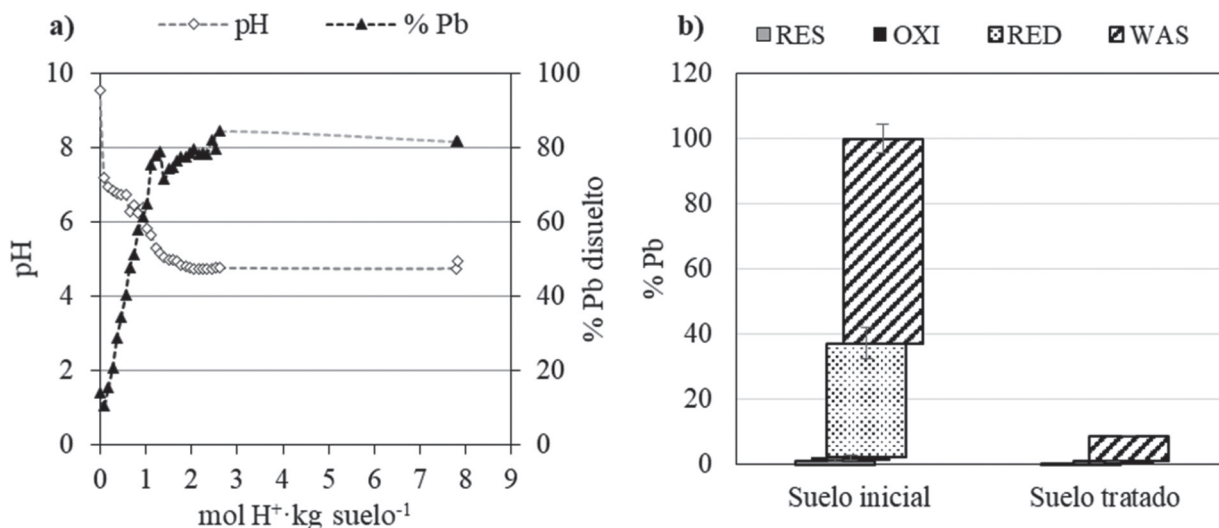 a)
pH
% Pb
10
8
6
4
2
0
pH
100
80
60
40
20
0
% Pb disuelto
0 1 2 3 4 5 6 7 8 9
mol H⁺·kg suelo⁻¹
b)
RES
OXI
RED
WAS
120
100
80
60
40
20
0
% Pb
Suelo inicial
Suelo tratado